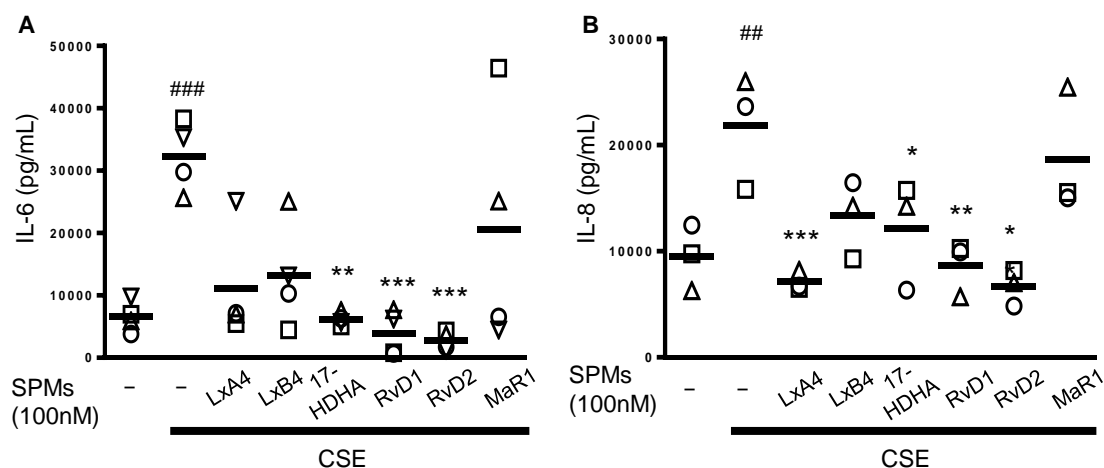 A
IL-6 (pg/mL)
50000
40000
30000
20000
10000
0
###
**
***
***
SPMs
(100nM)
–
–
LxA4
LxB4
17-
HDHA
RvD1
RvD2
MaR1
CSE
B
IL-8 (pg/mL)
30000
20000
10000
0
##
***
*
**
*
*
SPMs
(100nM)
–
–
LxA4
LxB4
17-
HDHA
RvD1
RvD2
MaR1
CSE